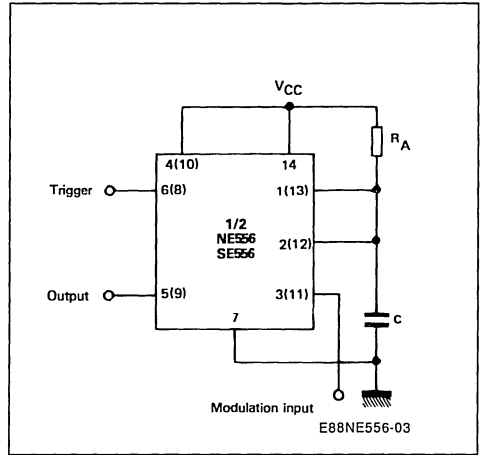 VCC
RA
4(10)
14
Trigger
6(8)
1(13)
1/2
NE556
SE556
2(12)
Output
5(9)
3(11)
7
C
Modulation input
E88NE556-03